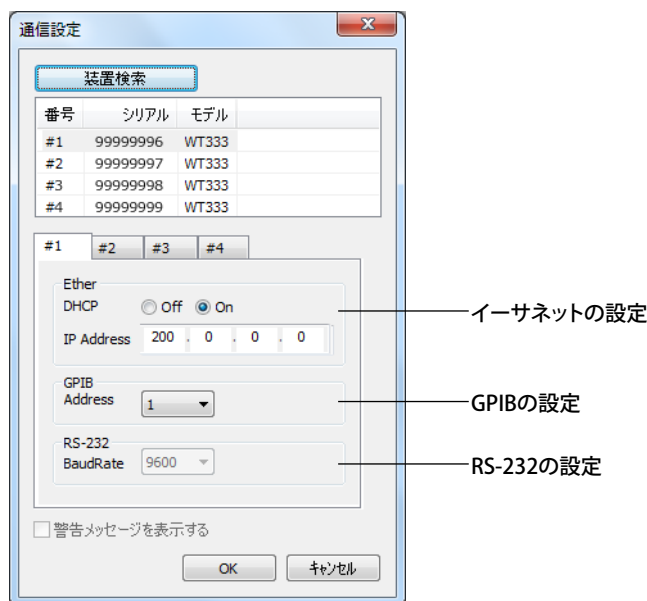 通信設定
装置検索
番号 シリアル モデル
#1 99999996 WT333
#2 99999997 WT333
#3 99999998 WT333
#4 99999999 WT333
#1 #2 #3 #4
Ether
DHCP Off On
イーサネットの設定
IP Address 200 . 0 . 0 . 0
GPIB
Address 1
GPIBの設定
RS-232
BaudRate 9600
RS-232の設定
警告メッセージを表示する
OK キャンセル